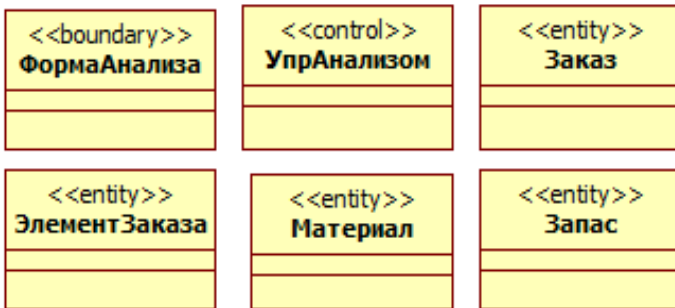 <<boundary>>
ФормаАнализа
<<control>>
УпрАнализом
<<entity>>
Заказ
<<entity>>
ЭлементЗаказа
<<entity>>
Материал
<<entity>>
Запас